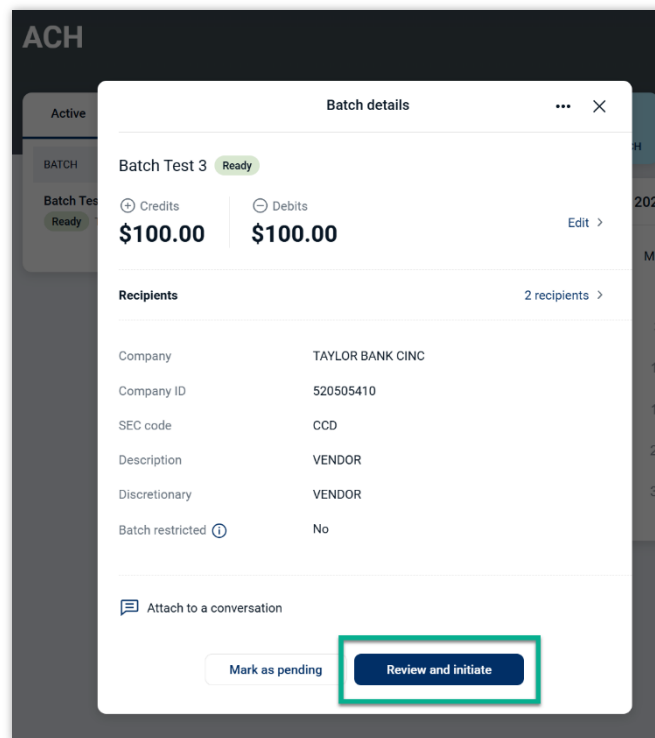 ACH
Active
Batch details
BATCH
Batch Test 3 Ready
Batch Tes
Ready
Credits
Debits
$100.00
$100.00
Edit
202
Recipients
2 recipients
Company TAYLOR BANK CINC
Company ID 520505410
SEC code CCD
Description VENDOR
Discretionary VENDOR
Batch restricted No
Attach to a conversation
Mark as pending
Review and initiate